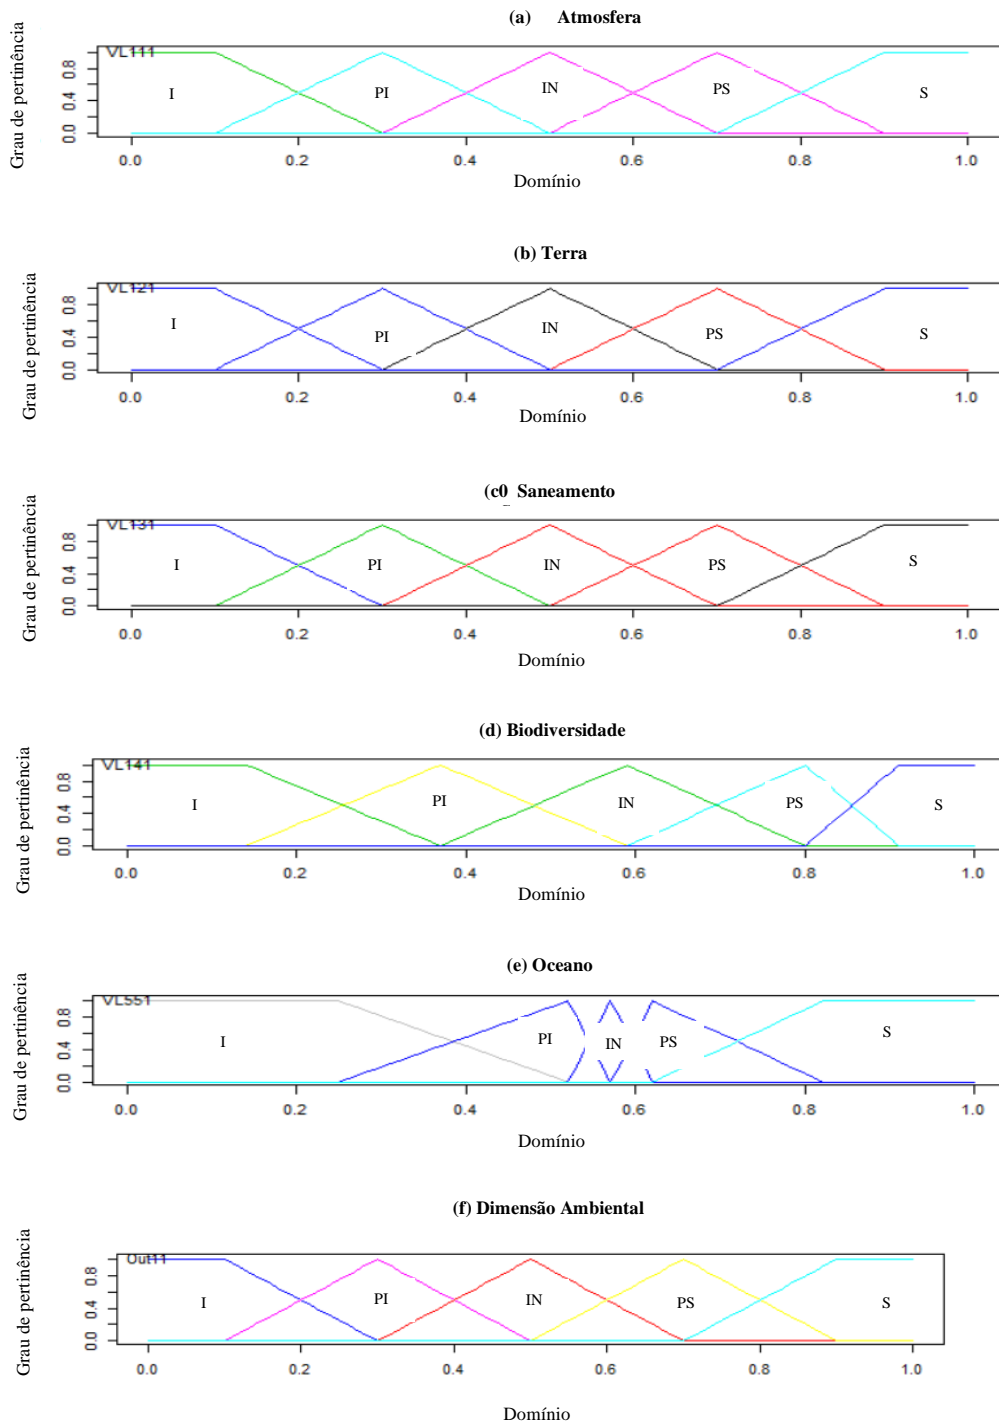 (a) Atmosfera
Grau de pertinência
VL111
0.0 0.4 0.8
I PI IN PS S
0.0 0.2 0.4 0.6 0.8 1.0
Domínio
(b) Terra
Grau de pertinência
VL121
0.0 0.4 0.8
I PI IN PS S
0.0 0.2 0.4 0.6 0.8 1.0
Domínio
(c0 Saneamento
Grau de pertinência
VL131
0.0 0.4 0.8
I PI IN PS S
0.0 0.2 0.4 0.6 0.8 1.0
Domínio
(d) Biodiversidade
Grau de pertinência
VL141
0.0 0.4 0.8
I PI IN PS S
0.0 0.2 0.4 0.6 0.8 1.0
Domínio
(e) Oceano
Grau de pertinência
VL551
0.0 0.4 0.8
I PI IN PS S
0.0 0.2 0.4 0.6 0.8 1.0
Domínio
(f) Dimensão Ambiental
Grau de pertinência
Out11
0.0 0.4 0.8
I PI IN PS S
0.0 0.2 0.4 0.6 0.8 1.0
Domínio